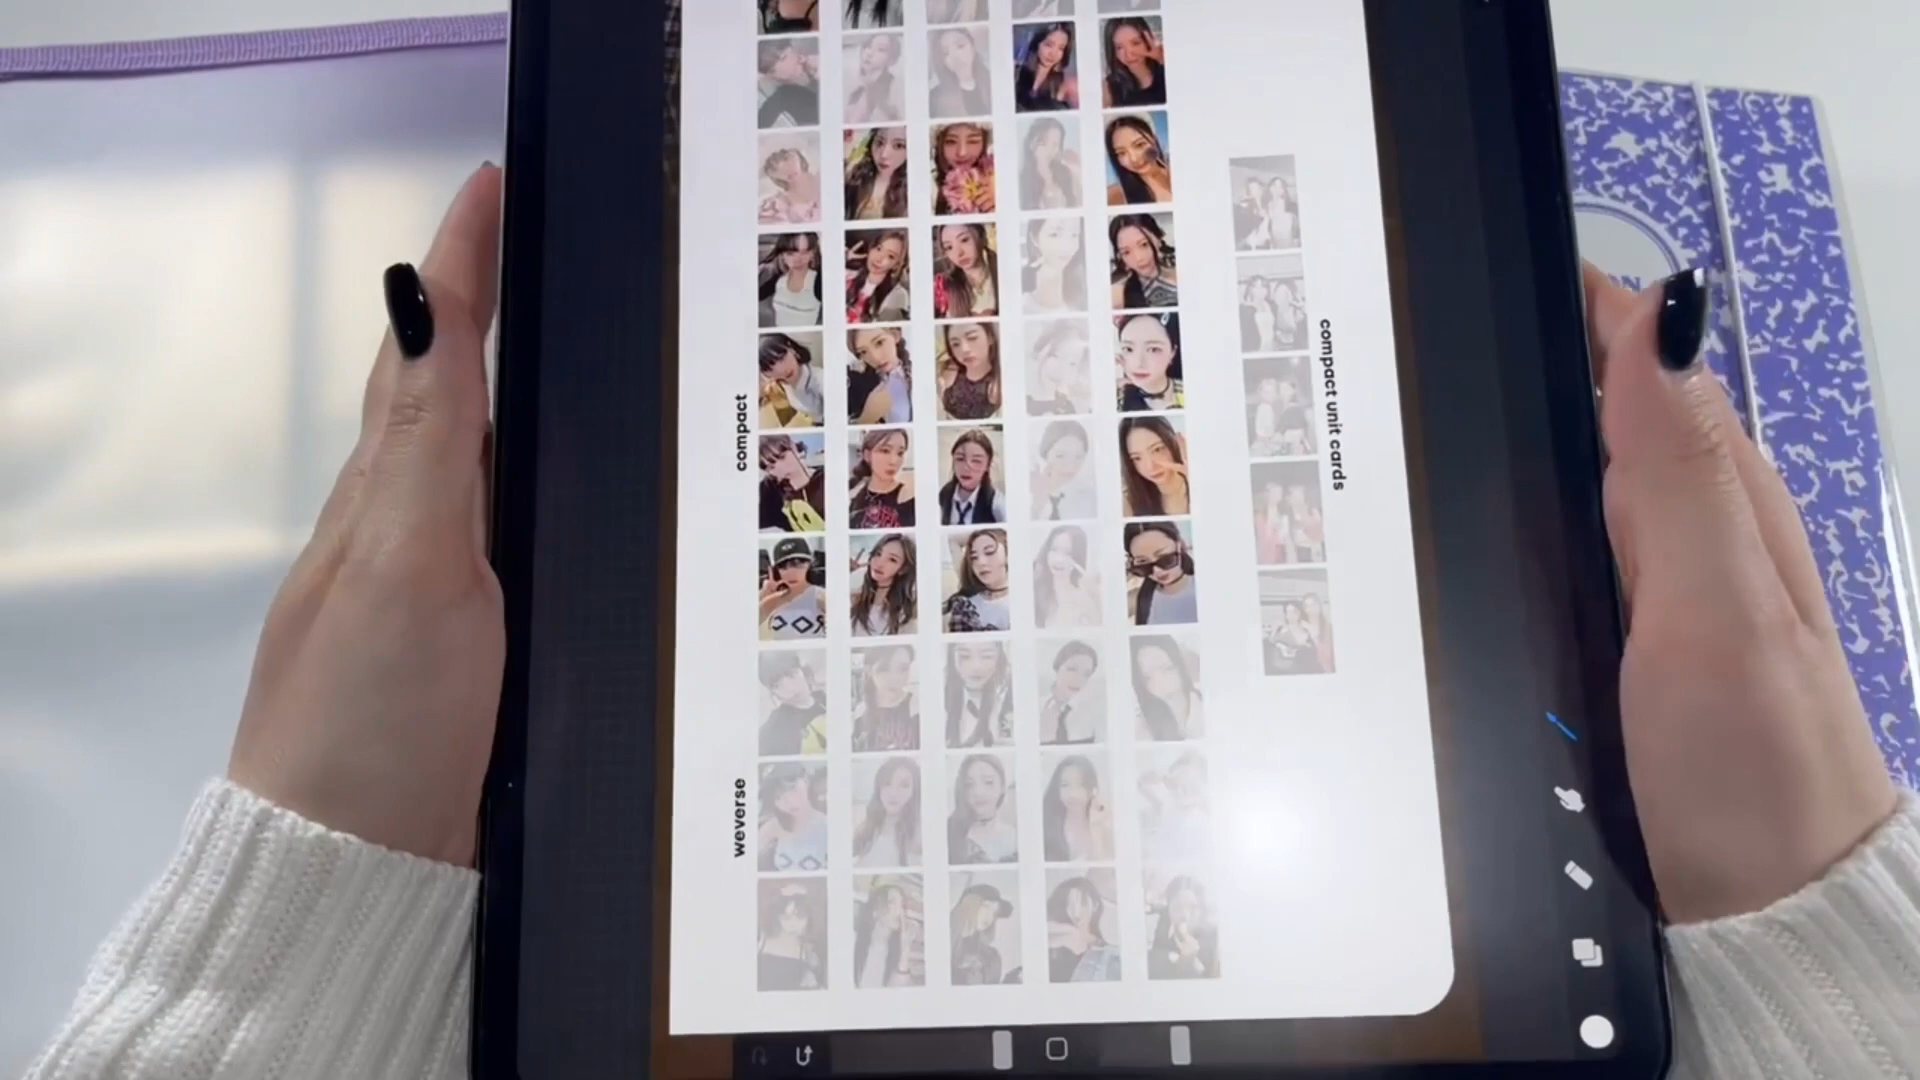 compact
weverse
compact unit cards